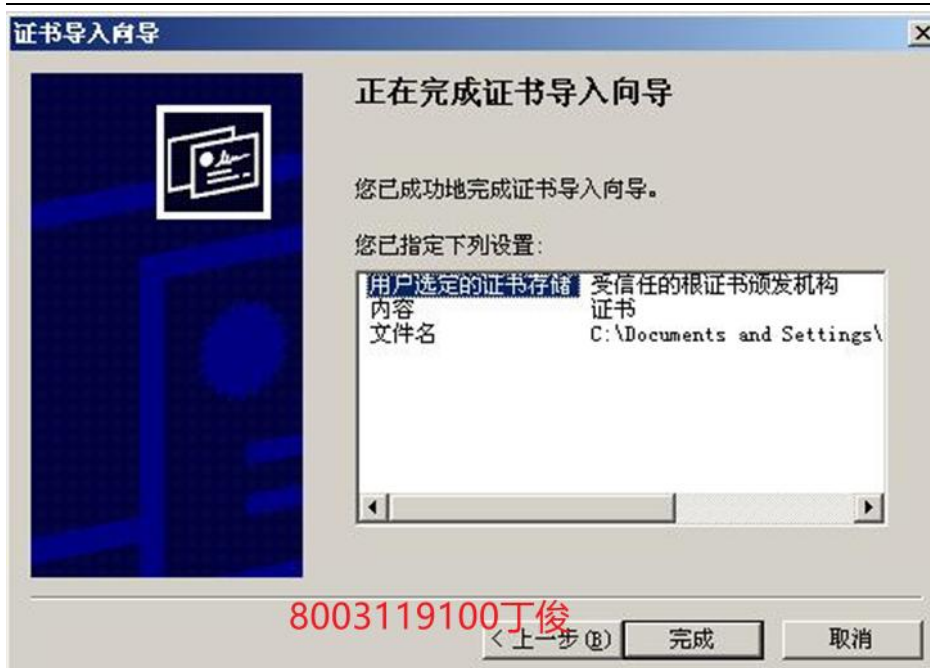 证书导入向导
正在完成证书导入向导
您已成功地完成证书导入向导。
您已指定下列设置:
用户选定的证书存储 受信任的根证书颁发机构
内容 证书
文件名 C:\Documents and Settings\
8003119100丁俊
< 上一步(B) 完成 取消